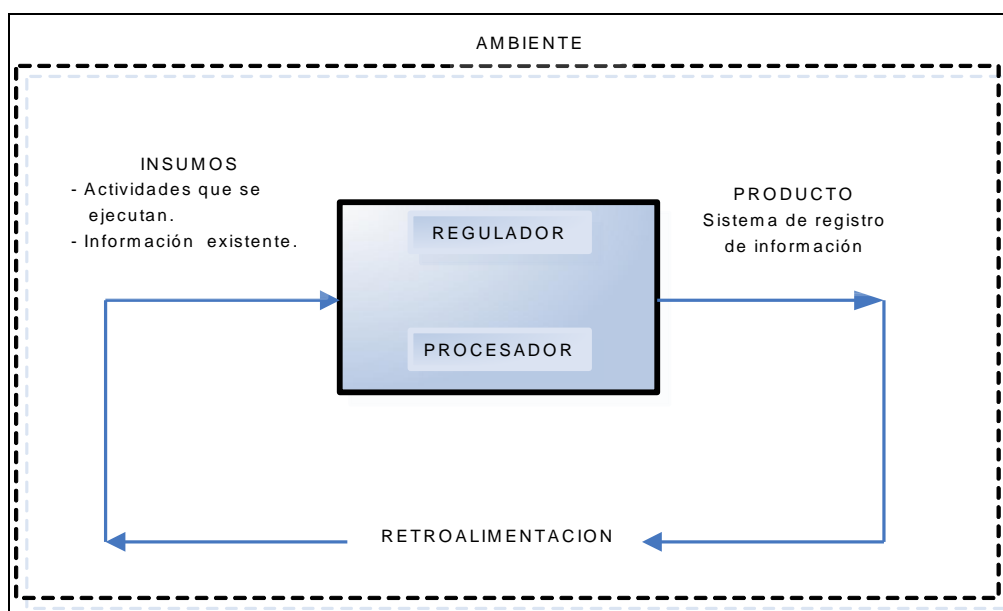 AMBIENTE
INSUMOS
- Actividades que se
ejecutan.
- Información existente.
REGULADOR
PROCESADOR
PRODUCTO
Sistema de registro
de información
RETROALIMENTACION